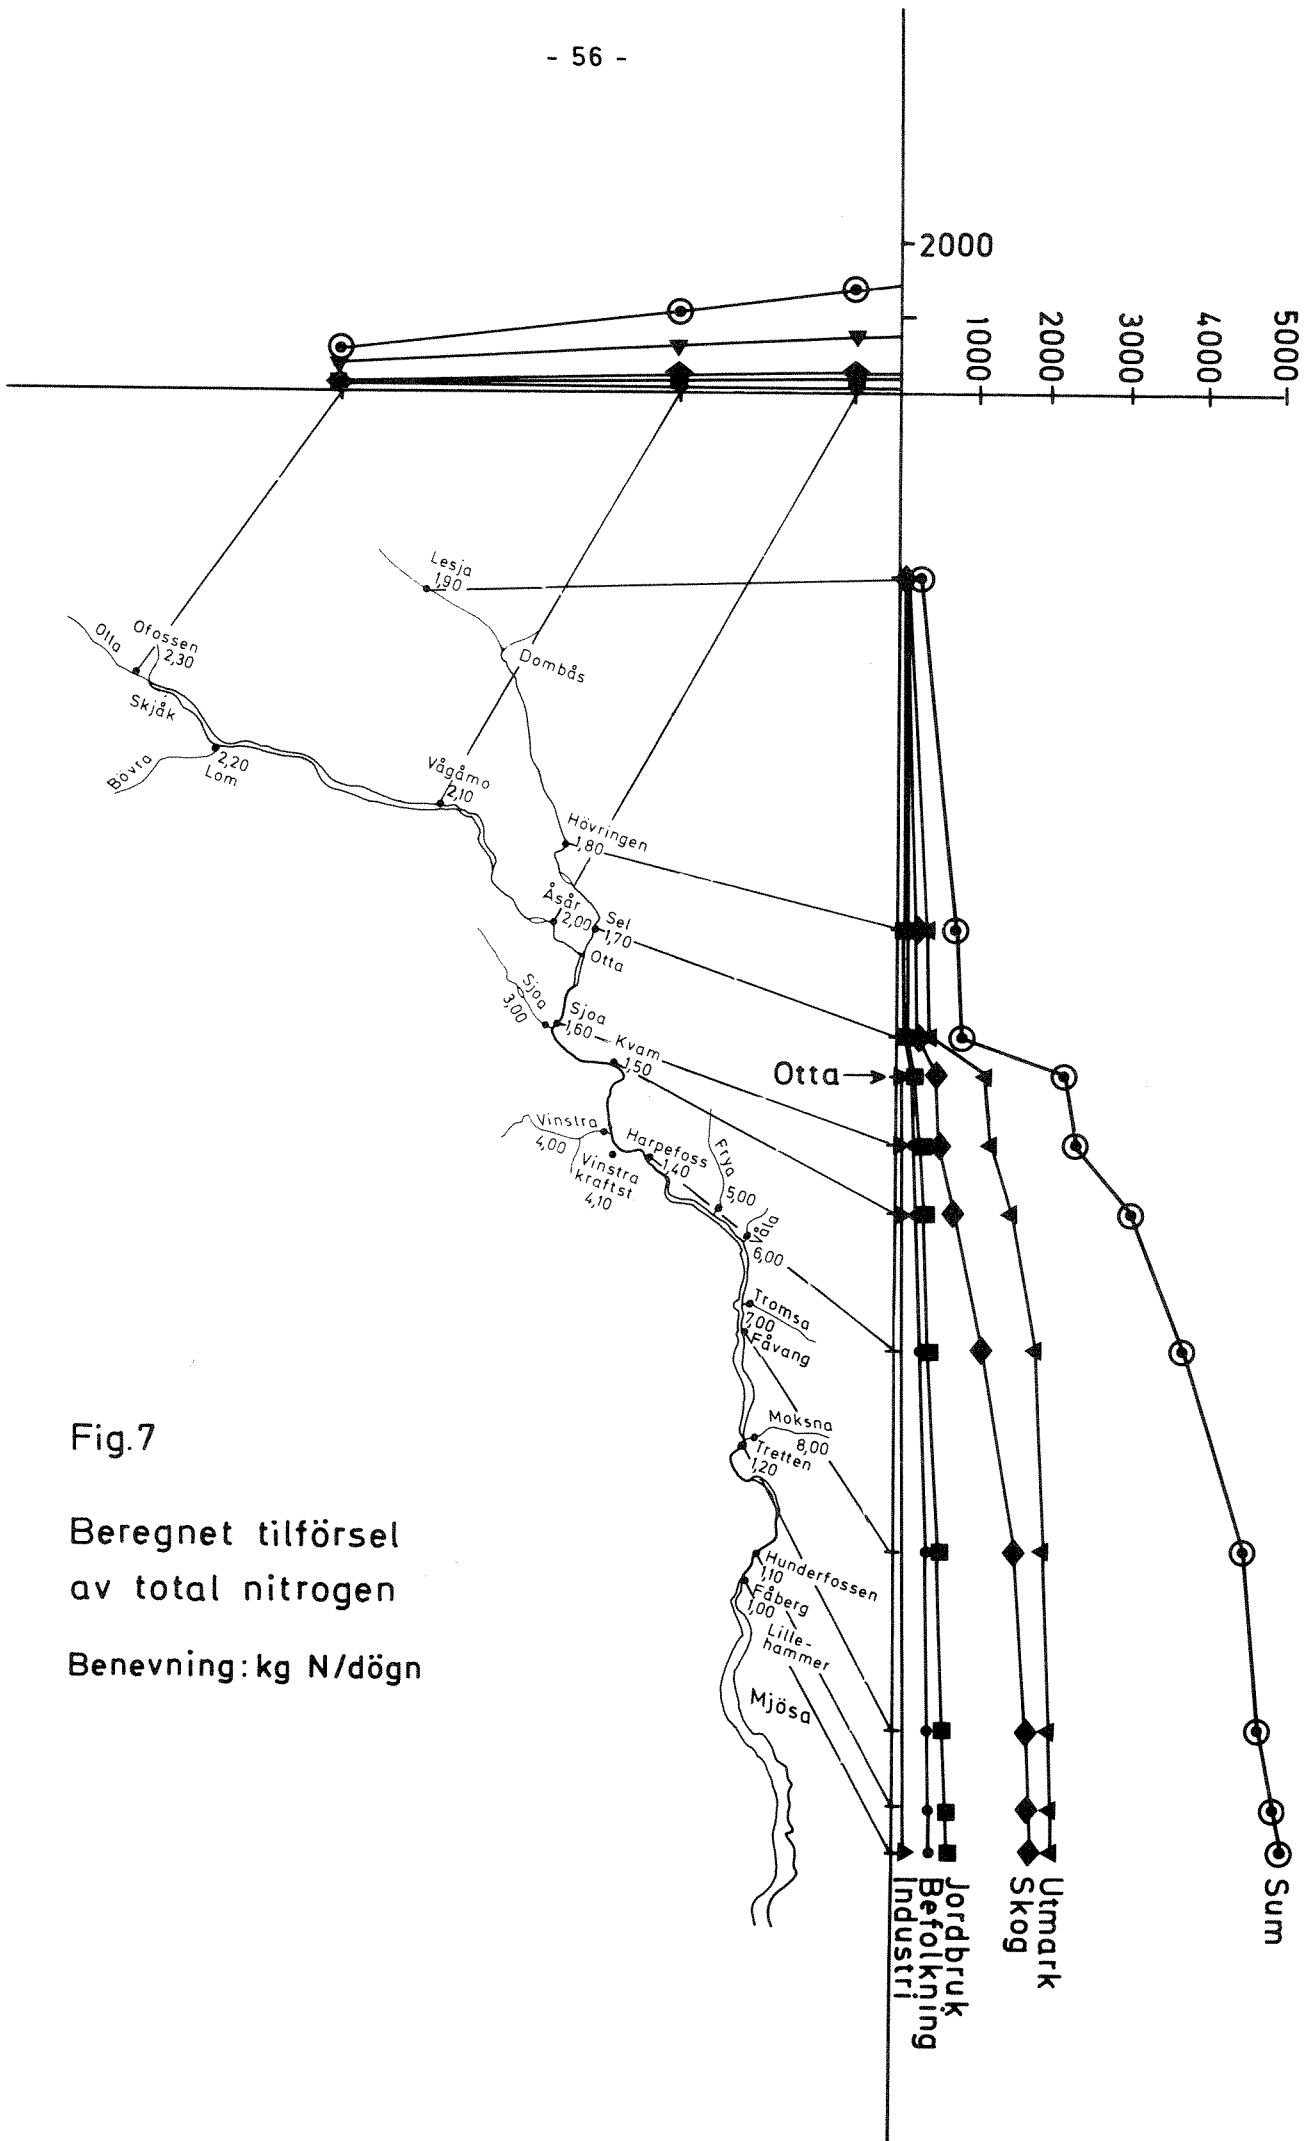 - 56 -
2000
1000
2000
3000
4000
5000
Lesja
1,90
Dombås
Otta
Ofossen
2,30
Skjåk
Bövra
2,20
Lom
Vågåmo
2,10
Hövringen
1,80
Åsår
2,00
Sel
1,70
Otta
Sjoa
3,00
Sjoa
1,60
Kvam
1,50
Otta
Vinstra
4,00
Vinstra
kraftst.
4,10
Harpefoss
1,40
Frya
5,00
Våla
6,00
Tromsa
7,00
Fåvang
Moksna
8,00
Tretten
1,20
Hunderfossen
1,10
Fåberg
1,00
Lille-
hammer
Mjösa
Sum
Utmark
Skog
Jordbruk
Befolkning
Industri
Fig.7
Beregnet tilförsel
av total nitrogen
Benevning: kg N/dögn